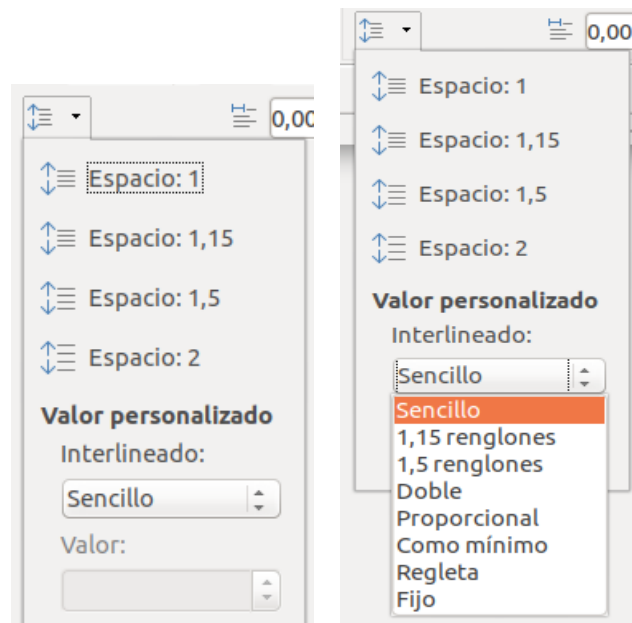 0,00
Espacio: 1
Espacio: 1,15
Espacio: 1,5
Espacio: 2
Valor personalizado
Interlineado:
Sencillo
Valor:
0,00
Espacio: 1
Espacio: 1,15
Espacio: 1,5
Espacio: 2
Valor personalizado
Interlineado:
Sencillo
Sencillo
1,15 renglones
1,5 renglones
Doble
Proporcional
Como mínimo
Regleta
Fijo